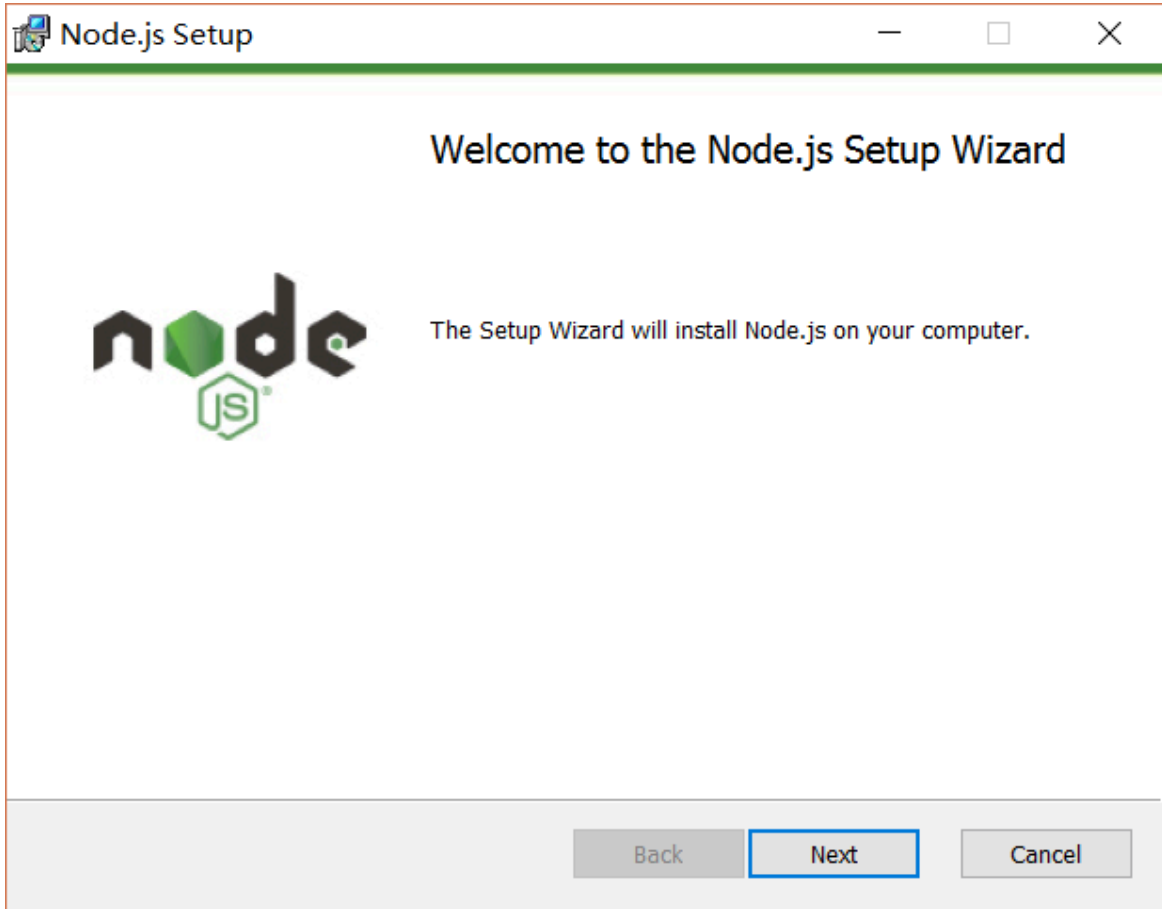 Node.js Setup
Welcome to the Node.js Setup Wizard
The Setup Wizard will install Node.js on your computer.
node
JS®
Back
Next
Cancel